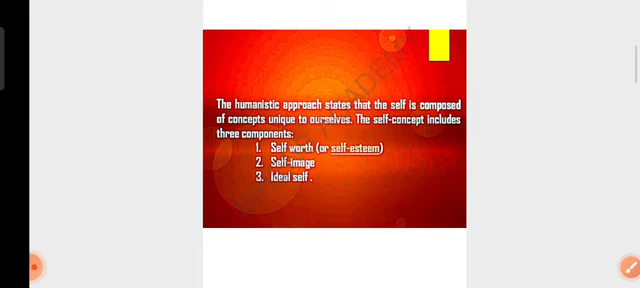 ACADEMY
The humanistic approach states that the self is composed
of concepts unique to ourselves. The self-concept includes
three components:
1. Self worth (or self-esteem)
2. Self-image
3. Ideal self .